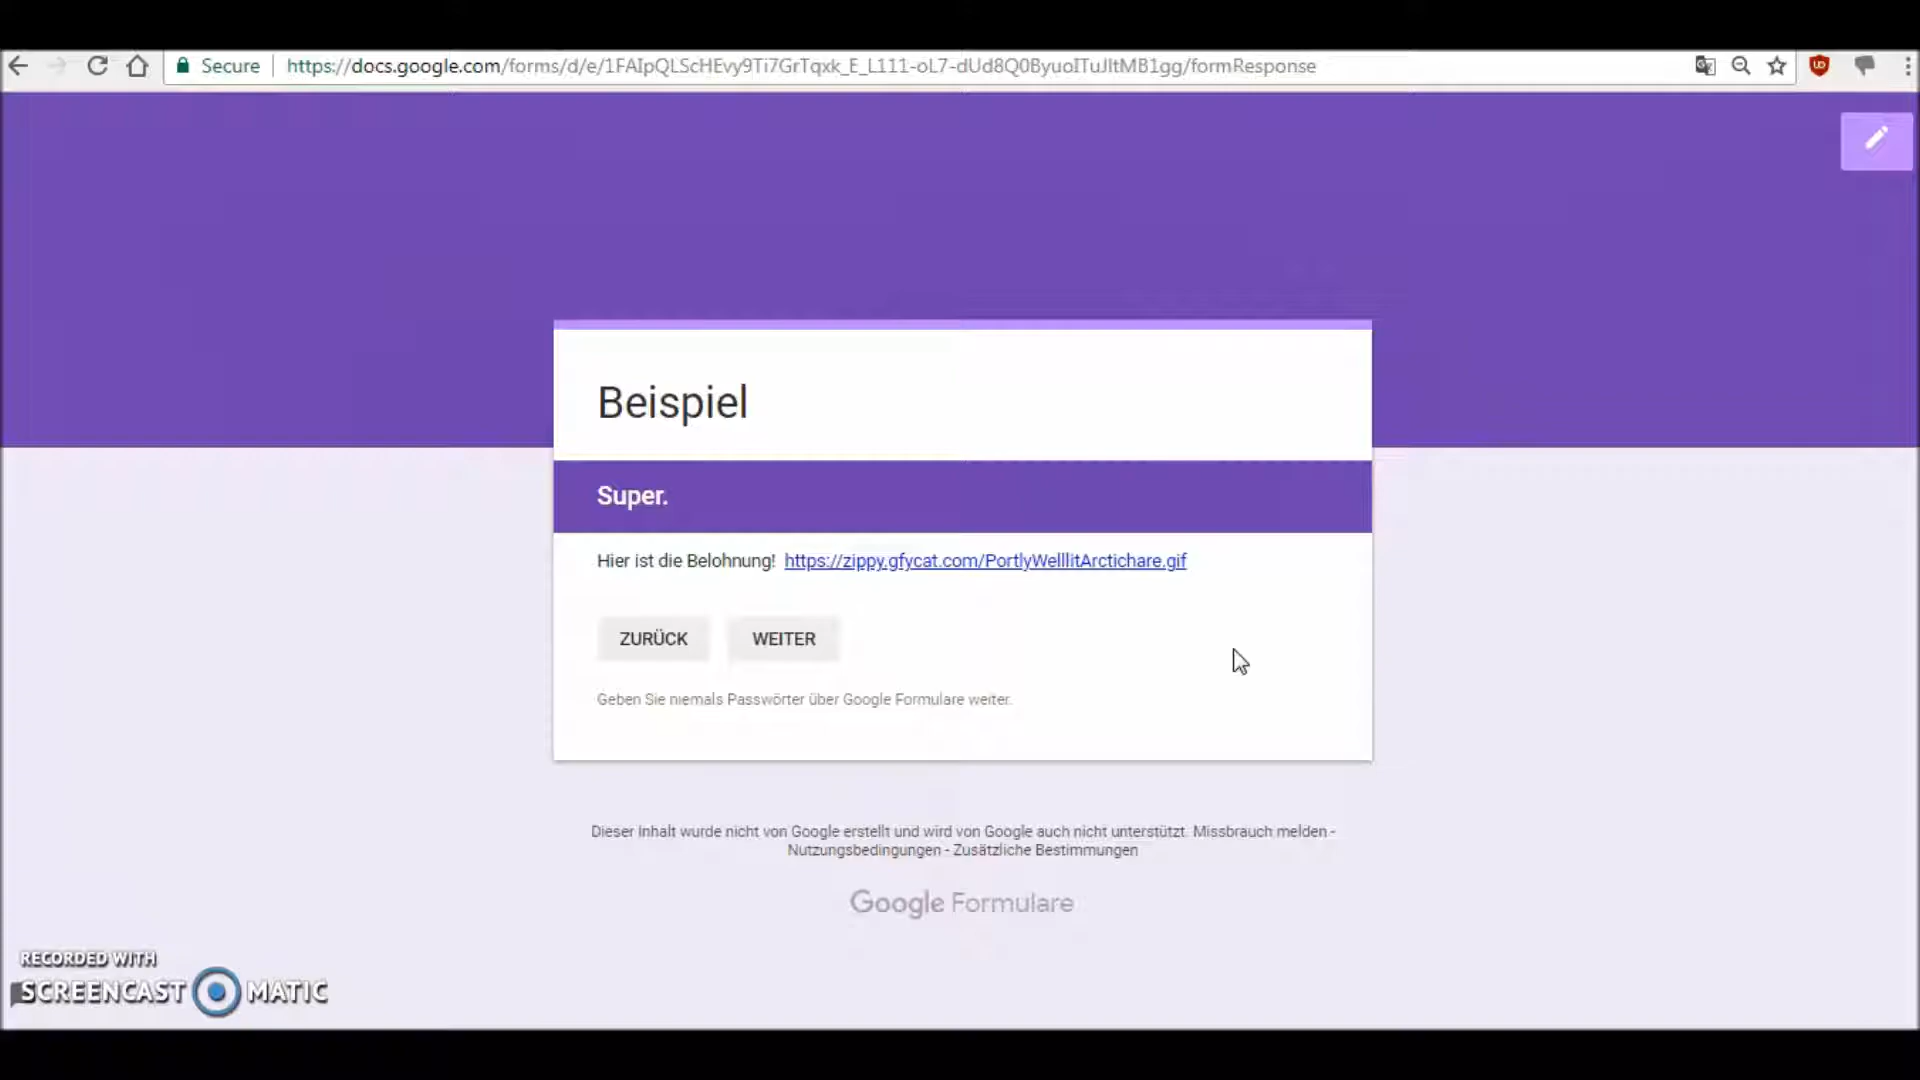 Secure https://docs.google.com/forms/d/e/1FAIpQLScHEvy9Ti7GrTqxk_E_L111-oL7-dUd8Q0ByuoITuJltMB1gg/formResponse
Beispiel
Super.
Hier ist die Belohnung! https://zippy.gfycat.com/PortlyWelllitArctichare.gif
ZURÜCK WEITER
Geben Sie niemals Passwörter über Google Formulare weiter.
Dieser Inhalt wurde nicht von Google erstellt und wird von Google auch nicht unterstützt. Missbrauch melden -
Nutzungsbedingungen - Zusätzliche Bestimmungen
Google Formulare
RECORDED WITH
SCREENCAST MATIC